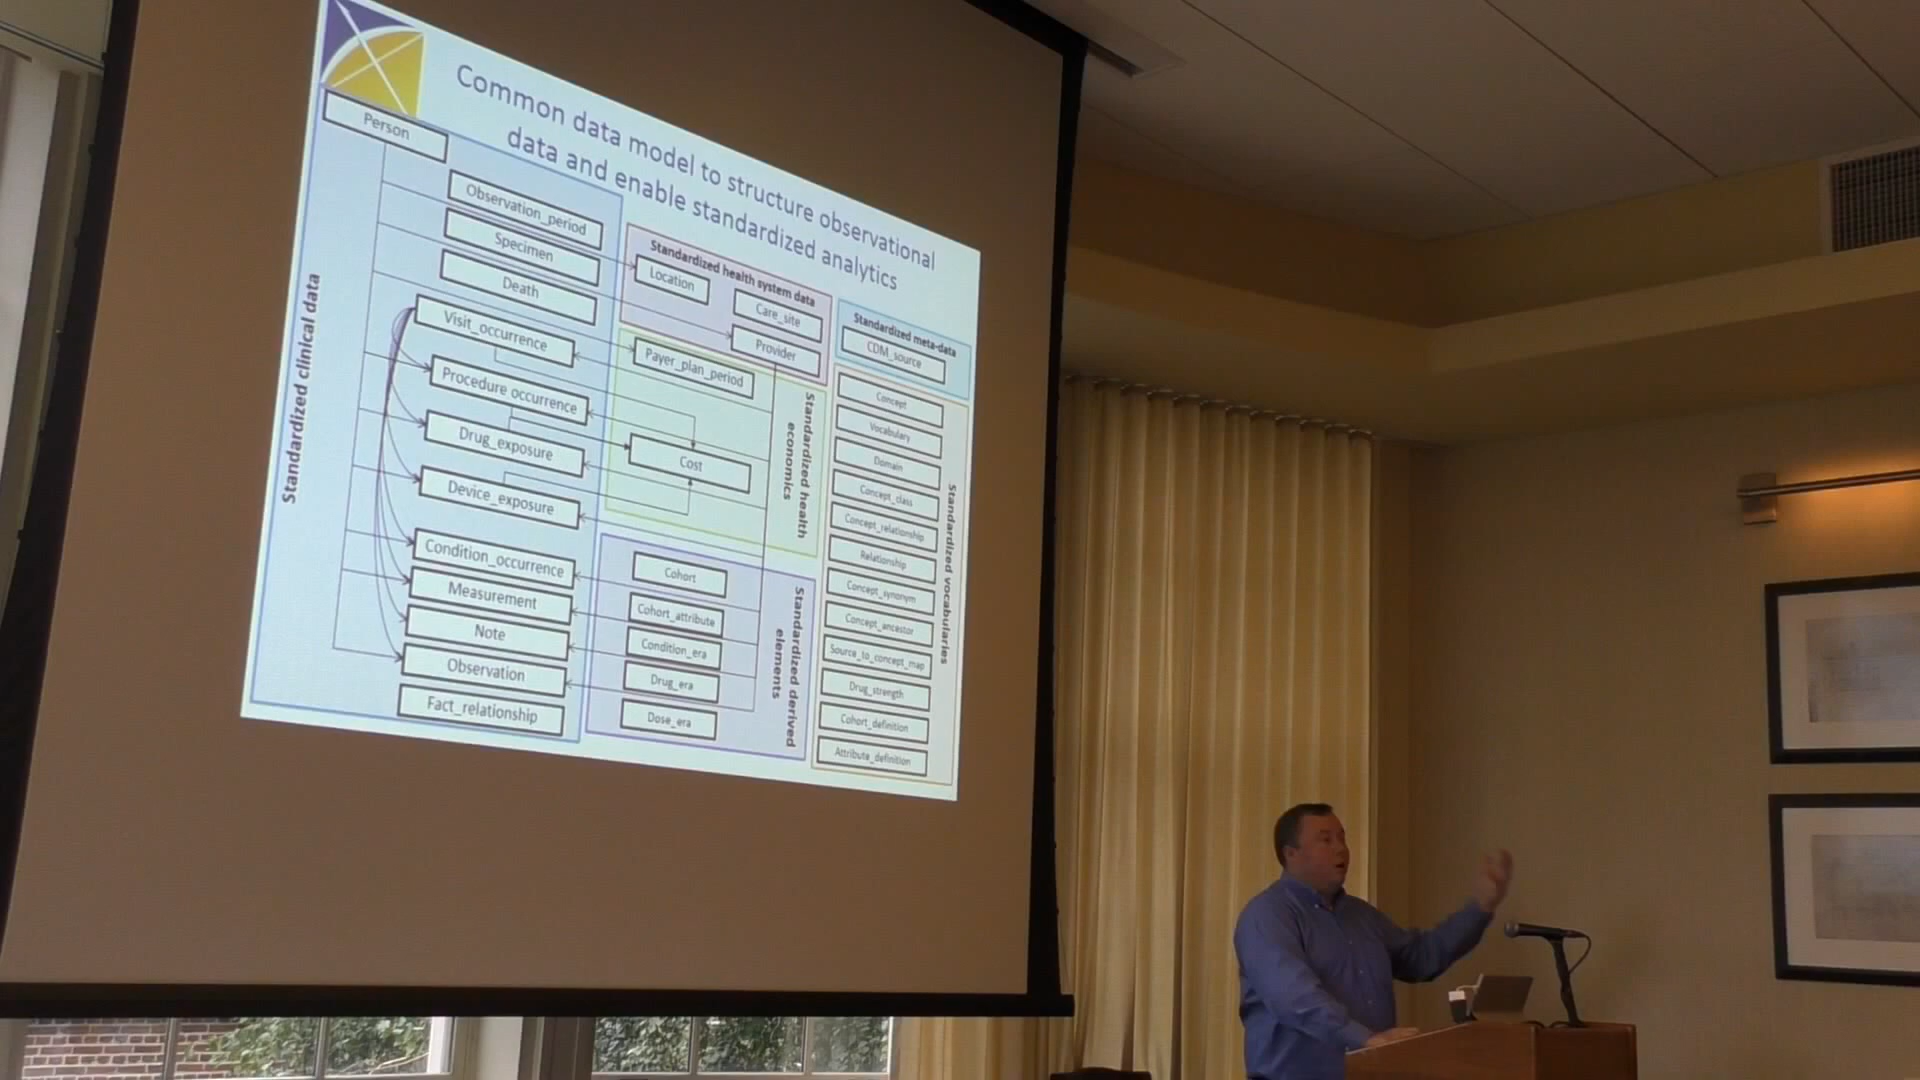 Common data model to structure observational
data and enable standardized analytics
Person
Standardized clinical data
Observation_period
Specimen
Death
Visit_occurrence
Procedure occurrence
Drug_exposure
Device_exposure
Condition_occurrence
Measurement
Note
Observation
Fact_relationship
Standardized health system data
Location
Care_site
Provider
Payer_plan_period
Cost
Standardized health
economics
Cohort
Cohort_attribute
Condition_era
Drug_era
Dose_era
Standardized derived
elements
Standardized meta-data
CDM_source
Concept
Vocabulary
Domain
Concept_class
Concept_relationship
Relationship
Concept_synonym
Concept_ancestor
Source_to_concept_map
Drug_strength
Cohort_definition
Attribute_definition
Standardized vocabularies